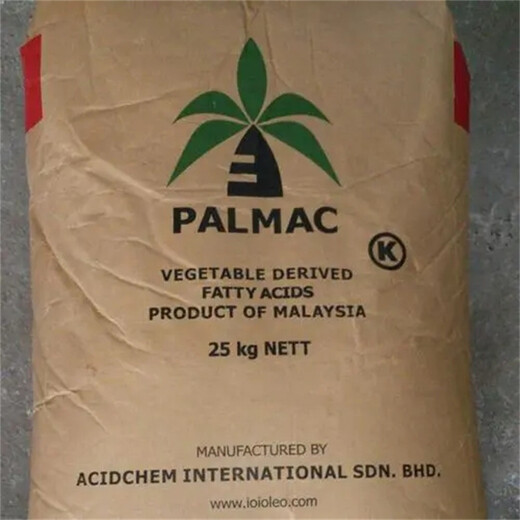 PALMAC
K
VEGETABLE DERIVED
FATTY ACIDS
PRODUCT OF MALAYSIA
25 kg NETT
MANUFACTURED BY
ACIDCHEM INTERNATIONAL SDN. BHD.
www.ioioleo.com